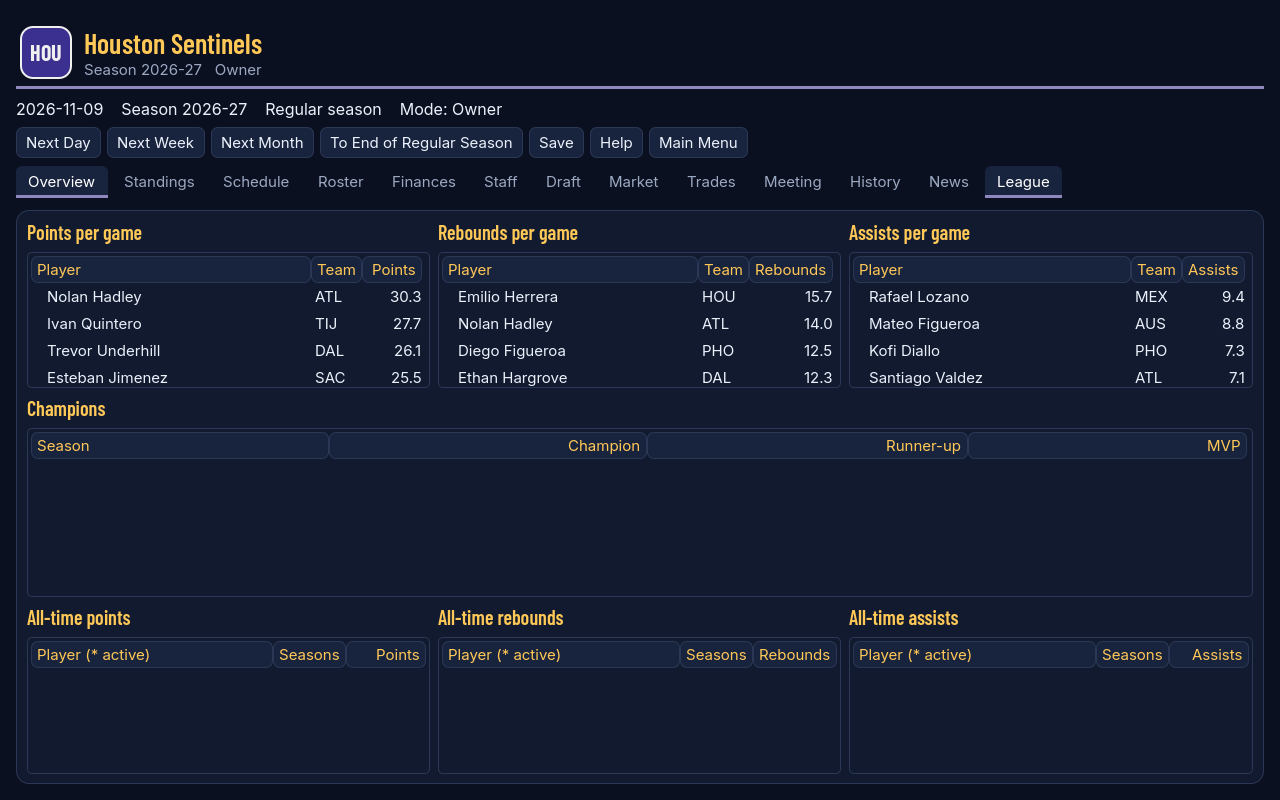 HOU
Houston Sentinels
Season 2026-27 Owner
2026-11-09 Season 2026-27 Regular season Mode: Owner
Next Day Next Week Next Month To End of Regular Season Save Help Main Menu
Overview Standings Schedule Roster Finances Staff Draft Market Trades Meeting History News League
Points per game Rebounds per game Assists per game
Player Team Points Player Team Rebounds Player Team Assists
Nolan Hadley ATL 30.3 Emilio Herrera HOU 15.7 Rafael Lozano MEX 9.4
Ivan Quintero TIJ 27.7 Nolan Hadley ATL 14.0 Mateo Figueroa AUS 8.8
Trevor Underhill DAL 26.1 Diego Figueroa PHO 12.5 Kofi Diallo PHO 7.3
Esteban Jimenez SAC 25.5 Ethan Hargrove DAL 12.3 Santiago Valdez ATL 7.1
Champions
Season Champion Runner-up MVP
All-time points All-time rebounds All-time assists
Player (* active) Seasons Points Player (* active) Seasons Rebounds Player (* active) Seasons Assists